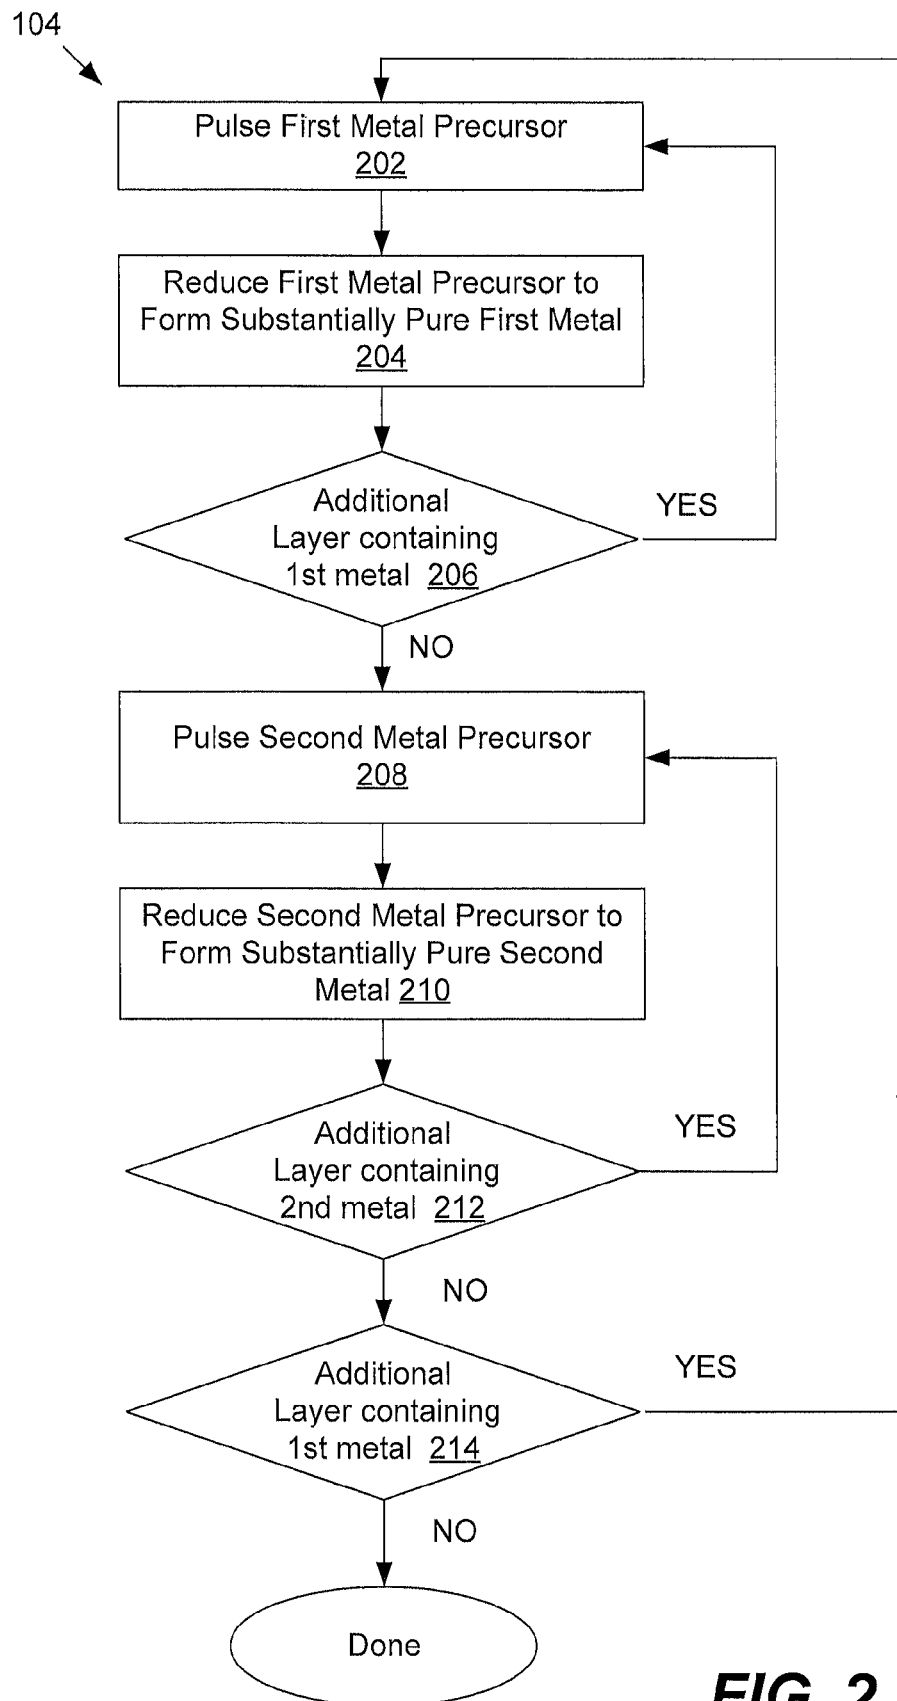 104
Pulse First Metal Precursor
202
Reduce First Metal Precursor to
Form Substantially Pure First Metal
204
Additional
Layer containing
1st metal 206
YES
NO
Pulse Second Metal Precursor
208
Reduce Second Metal Precursor to
Form Substantially Pure Second
Metal 210
Additional
Layer containing
2nd metal 212
YES
NO
Additional
Layer containing
1st metal 214
YES
NO
Done
FIG. 2